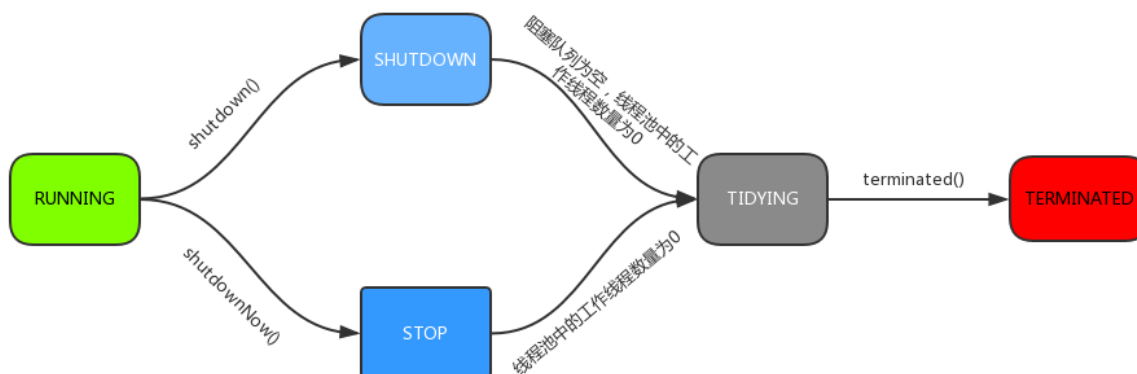 阻塞队列为空，线程池中的工
作线程数量为0
SHUTDOWN
shutdown()
RUNNING
TIDYING
terminated()
TERMINATED
shutdownNow()
线程池中的工作线程数量为0
STOP